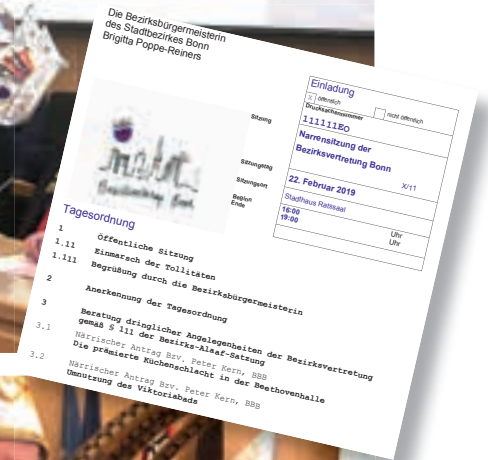 Die Bezirksbürgermeisterin
des Stadtbezirkes Bonn
Brigitta Poppe-Reiners
Einladung
x öffentlich
nicht öffentlich
Drucksachennummer
111111EO
Sitzung
Narrensitzung der
Bezirksvertretung Bonn
X/11
Sitzungstag
22. Februar 2019
Sitzungsort
Stadthaus Ratssaal
Beginn
16:00
Uhr
Ende
19:00
Uhr
Tagesordnung
1 Öffentliche Sitzung
1.11 Einmarsch der Tollitäten
1.111 Begrüßung durch die Bezirksbürgermeisterin
2 Anerkennung der Tagesordnung
3 Beratung dringlicher Angelegenheiten der Bezirksvertretung
gemäß § 111 der Bezirks-Alaaf-Satzung
3.1 Närrischer Antrag Bzv. Peter Kern, BBB
Die prämierte Küchenschlacht in der Beethovenhalle
3.2 Närrischer Antrag Bzv. Peter Kern, BBB
Umnutzung des Viktoriabads